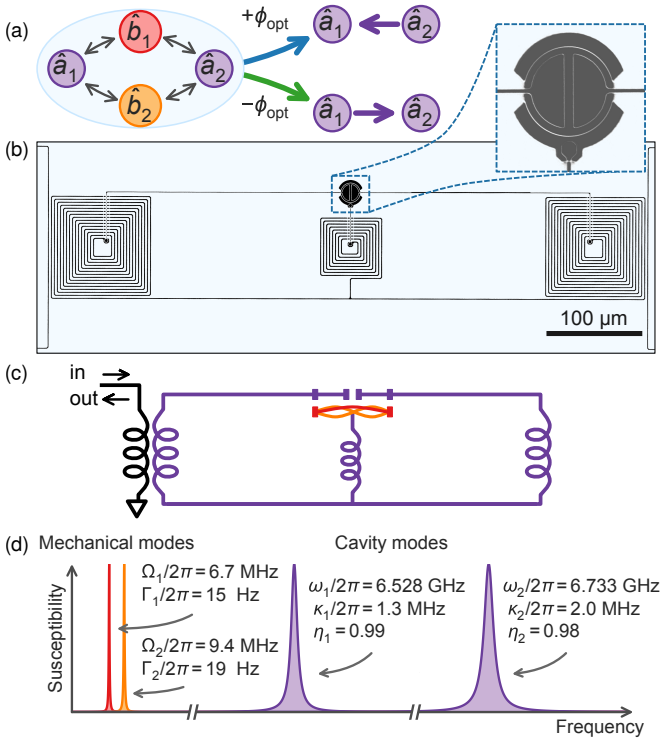 (a)
b̂₁
â₁
â₂
b̂₂
+ϕopt
−ϕopt
â₁ â₂
â₁ â₂
(b)
100 μm
(c)
in
out
(d)
Mechanical modes
Cavity modes
Susceptibility
Ω₁/2π = 6.7 MHz
Γ₁/2π = 15 Hz
Ω₂/2π = 9.4 MHz
Γ₂/2π = 19 Hz
ω₁/2π = 6.528 GHz
κ₁/2π = 1.3 MHz
η₁ = 0.99
ω₂/2π = 6.733 GHz
κ₂/2π = 2.0 MHz
η₂ = 0.98
Frequency